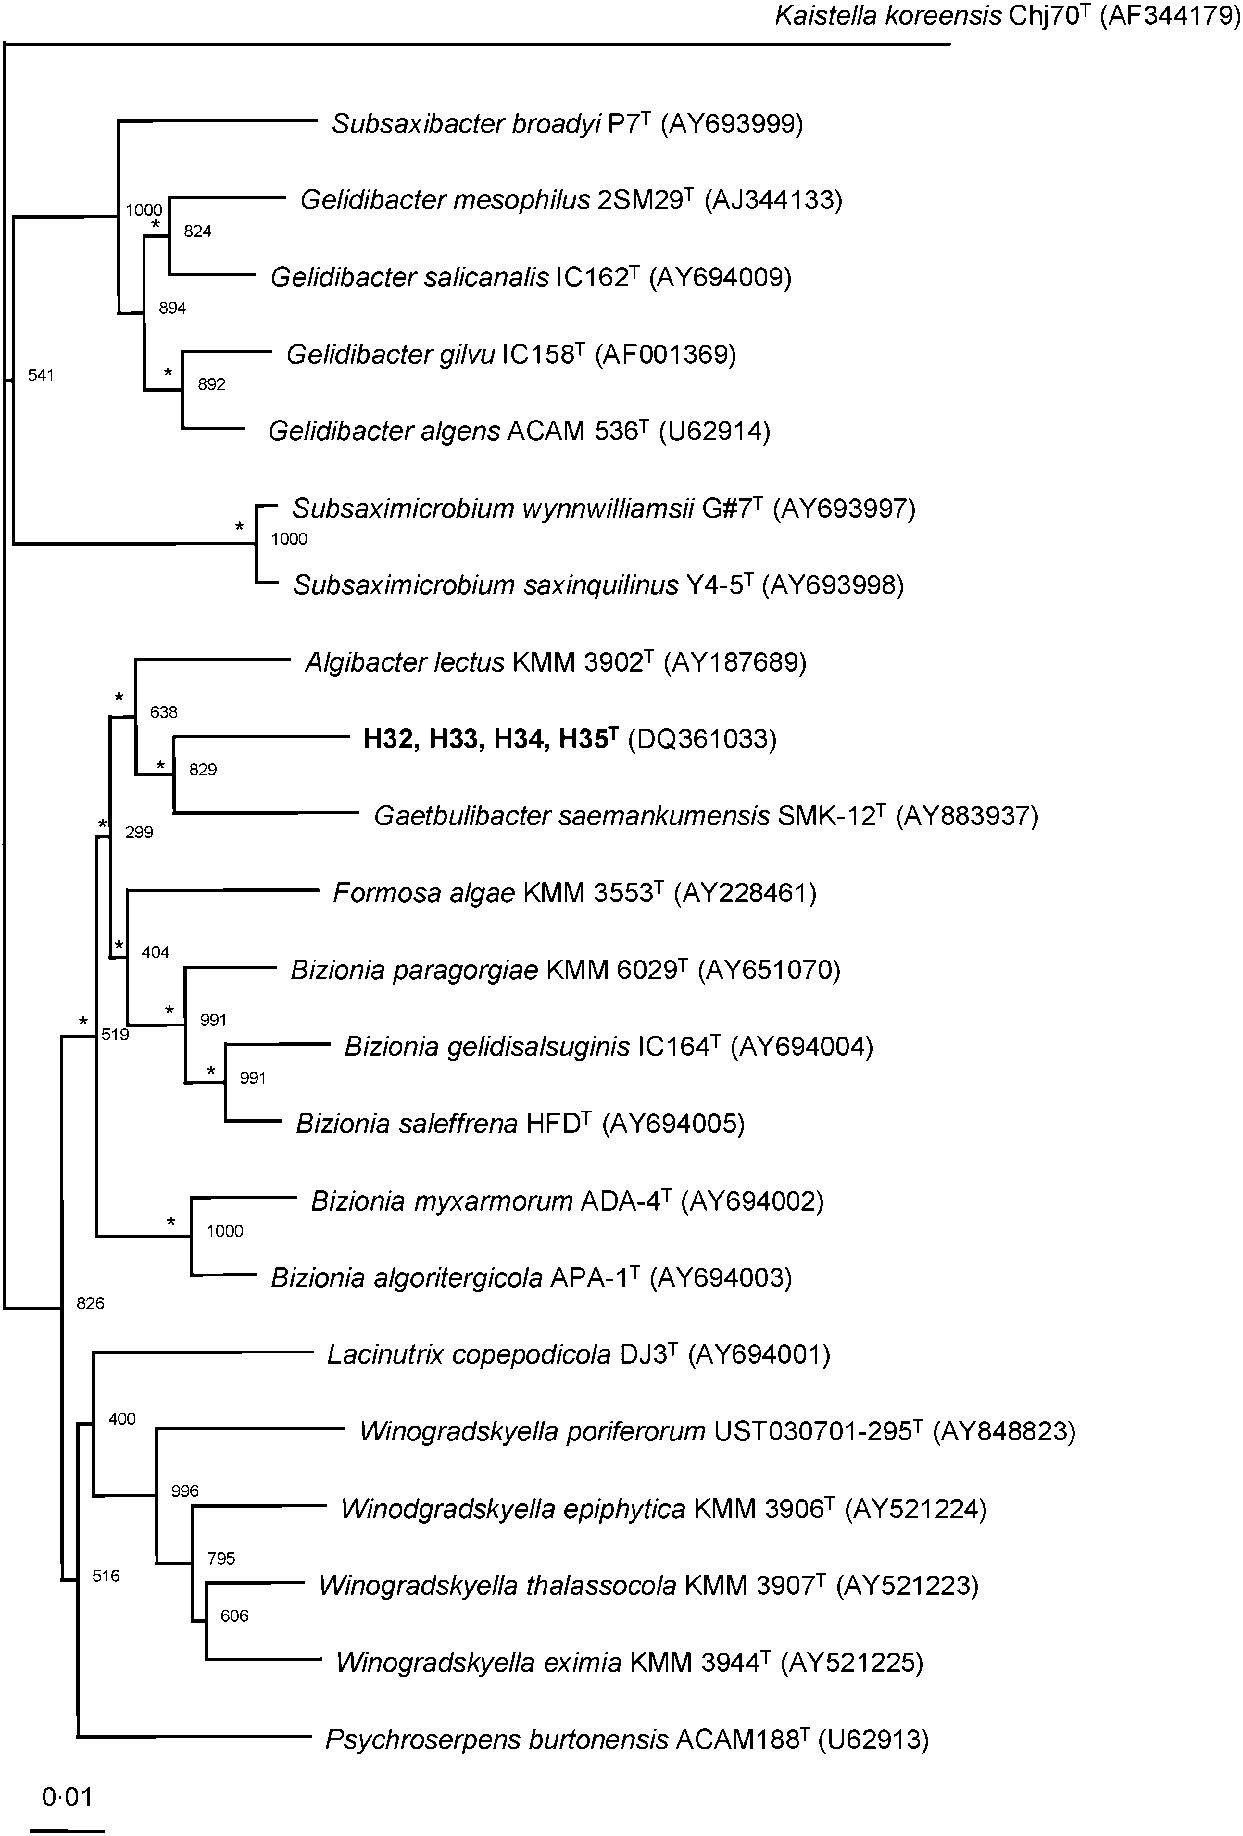 Kaistella koreensis Chj70ᵀ (AF344179)
Subsaxibacter broadyi P7ᵀ (AY693999)
Gelidibacter mesophilus 2SM29ᵀ (AJ344133)
1000
*
824
Gelidibacter salicanalis IC162ᵀ (AY694009)
894
Gelidibacter gilvu IC158ᵀ (AF001369)
*
541
892
Gelidibacter algens ACAM 536ᵀ (U62914)
Subsaximicrobium wynnwilliamsii G#7ᵀ (AY693997)
*
1000
Subsaximicrobium saxinquilinus Y4-5ᵀ (AY693998)
Algibacter lectus KMM 3902ᵀ (AY187689)
*
638
H32, H33, H34, H35ᵀ (DQ361033)
*
829
Gaetbulibacter saemankumensis SMK-12ᵀ (AY883937)
*
299
Formosa algae KMM 3553ᵀ (AY228461)
*
404
Bizionia paragorgiae KMM 6029ᵀ (AY651070)
*
991
*
519
Bizionia gelidisalsuginis IC164ᵀ (AY694004)
*
991
Bizionia saleffrena HFDᵀ (AY694005)
Bizionia myxarmorum ADA-4ᵀ (AY694002)
*
1000
Bizionia algoritergicola APA-1ᵀ (AY694003)
826
Lacinutrix copepodicola DJ3ᵀ (AY694001)
400
Winogradskyella poriferorum UST030701-295ᵀ (AY848823)
996
Winodgradskyella epiphytica KMM 3906ᵀ (AY521224)
795
516
Winogradskyella thalassocola KMM 3907ᵀ (AY521223)
606
Winogradskyella eximia KMM 3944ᵀ (AY521225)
Psychroserpens burtonensis ACAM188ᵀ (U62913)
0·01